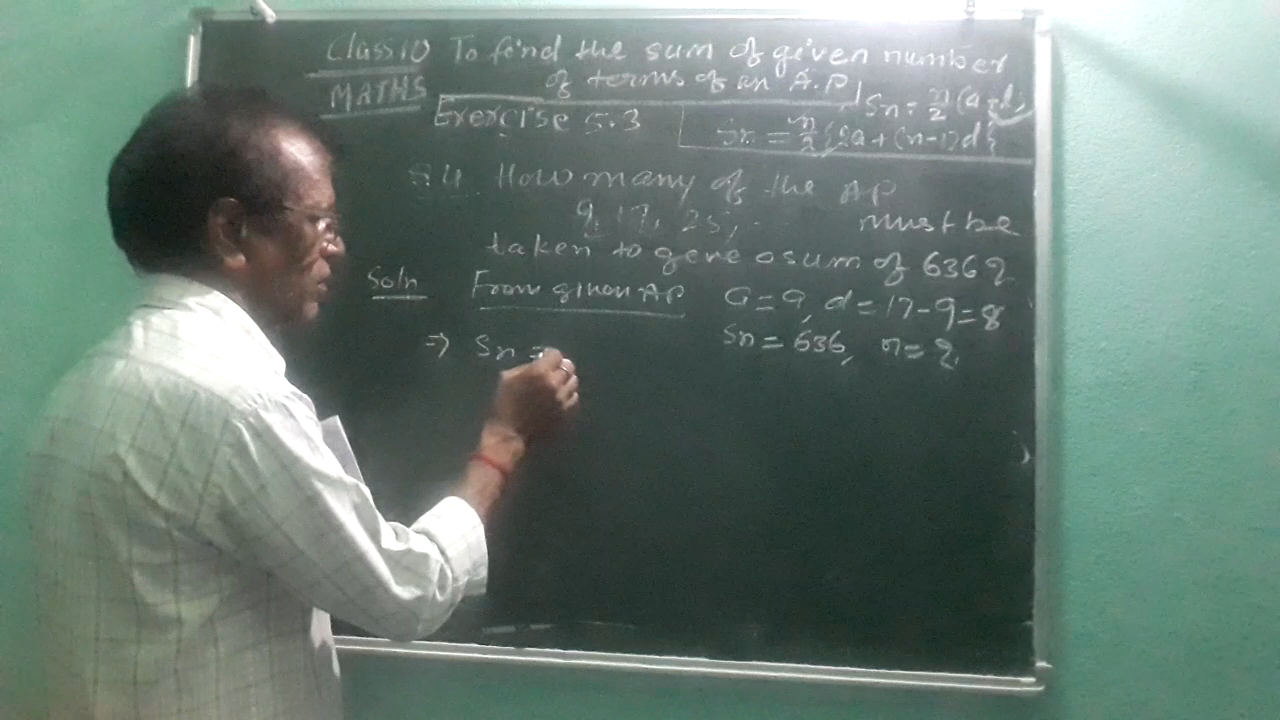 Class 10 To find the sum of given number
MATHS of terms of an A.P
Sn = n/2 (a + l)
Exercise 5.3 Sn = n/2 {2a + (n-1)d}
4. How many of the AP
9, 17, 25, ... must be
taken to give a sum of 636?
Soln From given AP a = 9, d = 17-9 = 8
Sn = 636, n = ?
⇒ Sn =